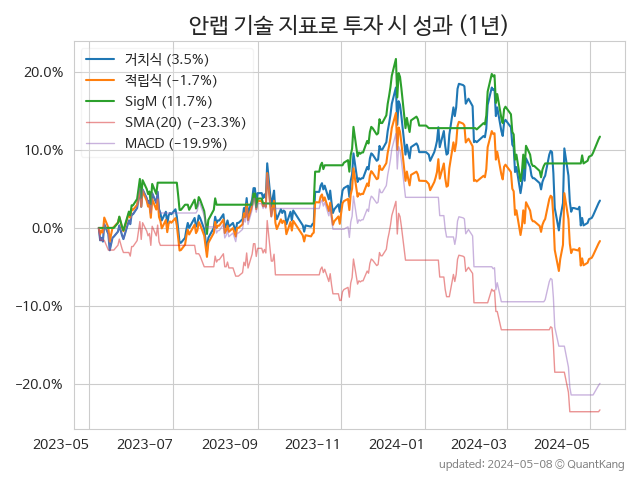 안랩 기술 지표로 투자 시 성과 (1년)
거치식 (3.5%)
적립식 (−1.7%)
SigM (11.7%)
SMA(20) (−23.3%)
MACD (−19.9%)
20.0%
10.0%
0.0%
−10.0%
−20.0%
2023-05 2023-07 2023-09 2023-11 2024-01 2024-03 2024-05
updated: 2024-05-08 ⓒ QuantKang